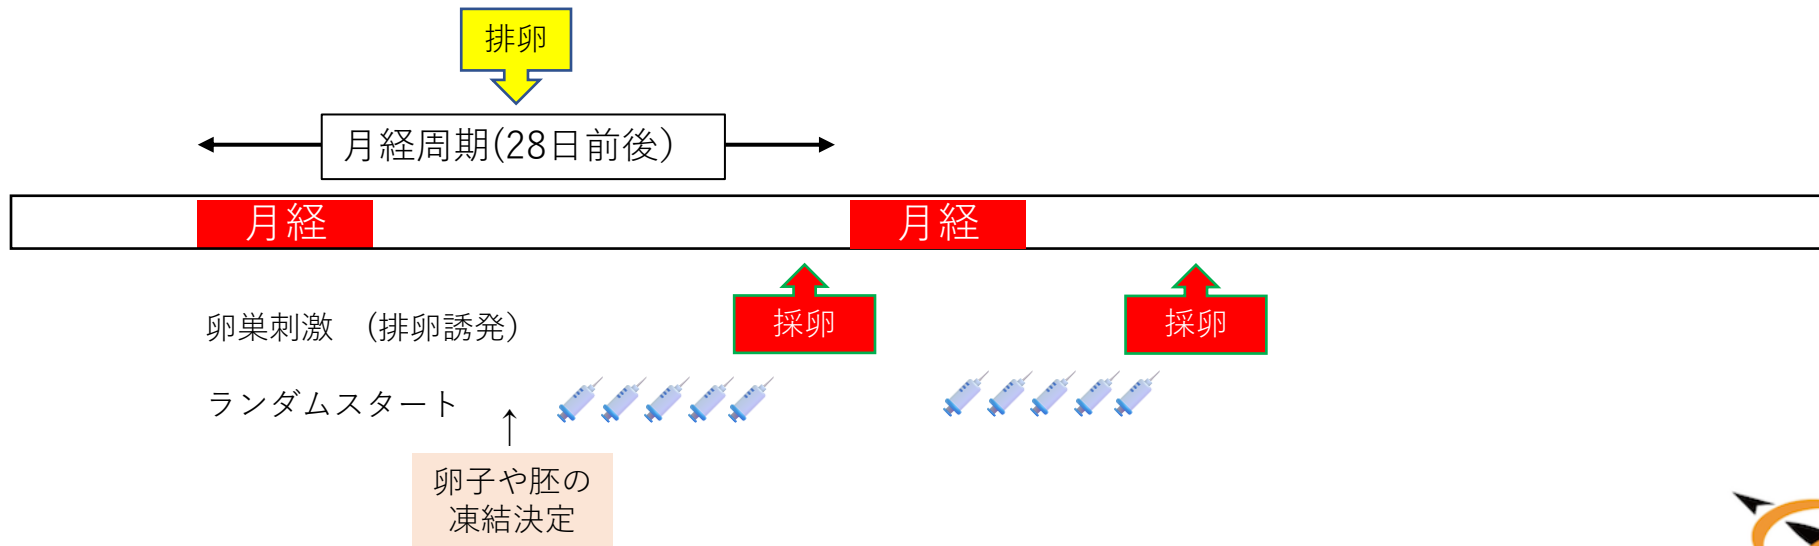 排卵
月経周期(28日前後)
月経
月経
卵巣刺激　(排卵誘発)
採卵
採卵
ランダムスタート
↑
卵子や胚の
凍結決定